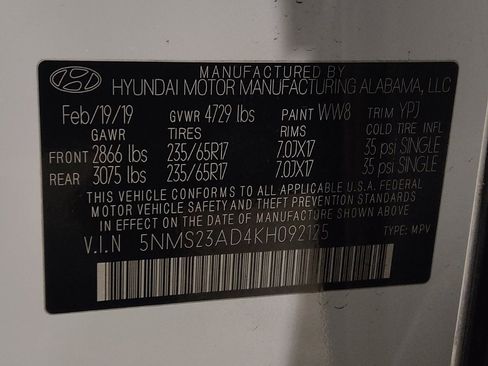 MANUFACTURED BY
HYUNDAI MOTOR MANUFACTURING ALABAMA, LLC
Feb/19/19 GVWR 4729 lbs PAINT WW8 TRIM YPJ
GAWR TIRES RIMS COLD TIRE INFL
FRONT 2866 lbs 235/65R17 7.0JX17 35 psi SINGLE
REAR 3075 lbs 235/65R17 7.0JX17 35 psi SINGLE
THIS VEHICLE CONFORMS TO ALL APPLICABLE U.S.A. FEDERAL
MOTOR VEHICLE SAFETY AND THEFT PREVENTION STANDARDS
IN EFFECT ON THE DATE OF MANUFACTURE SHOWN ABOVE.
V.I.N 5NMS23AD4KH092125 TYPE: MPV